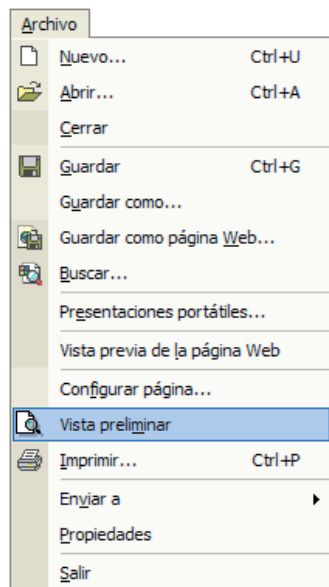 Archivo
Nuevo... Ctrl+U
Abrir... Ctrl+A
Cerrar
Guardar Ctrl+G
Guardar como...
Guardar como página Web...
Buscar...
Presentaciones portátiles...
Vista previa de la página Web
Configurar página...
Vista preliminar
Imprimir... Ctrl+P
Enviar a
Propiedades
Salir